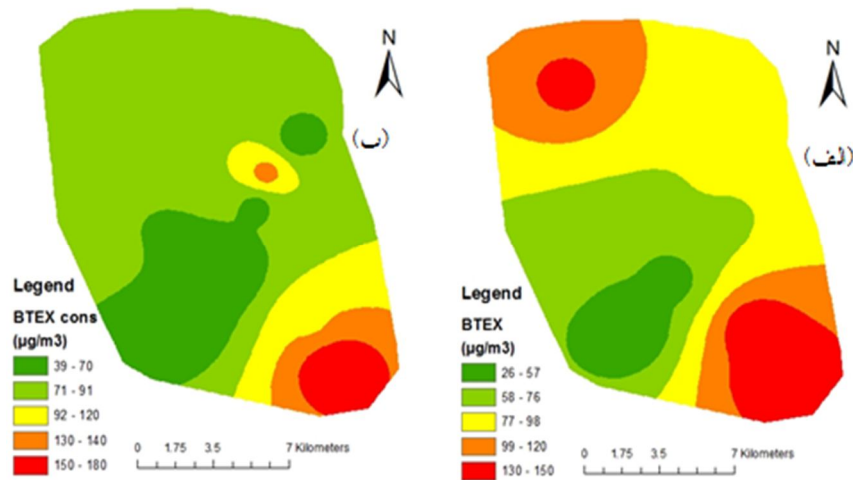 N
(ب)
Legend
BTEX cons
(µg/m3)
39 - 70
71 - 91
92 - 120
130 - 140
150 - 180
0 1.75 3.5 7 Kilometers
N
(الف)
Legend
BTEX
(µg/m3)
26 - 57
58 - 76
77 - 98
99 - 120
130 - 150
0 1.75 3.5 7 Kilometers